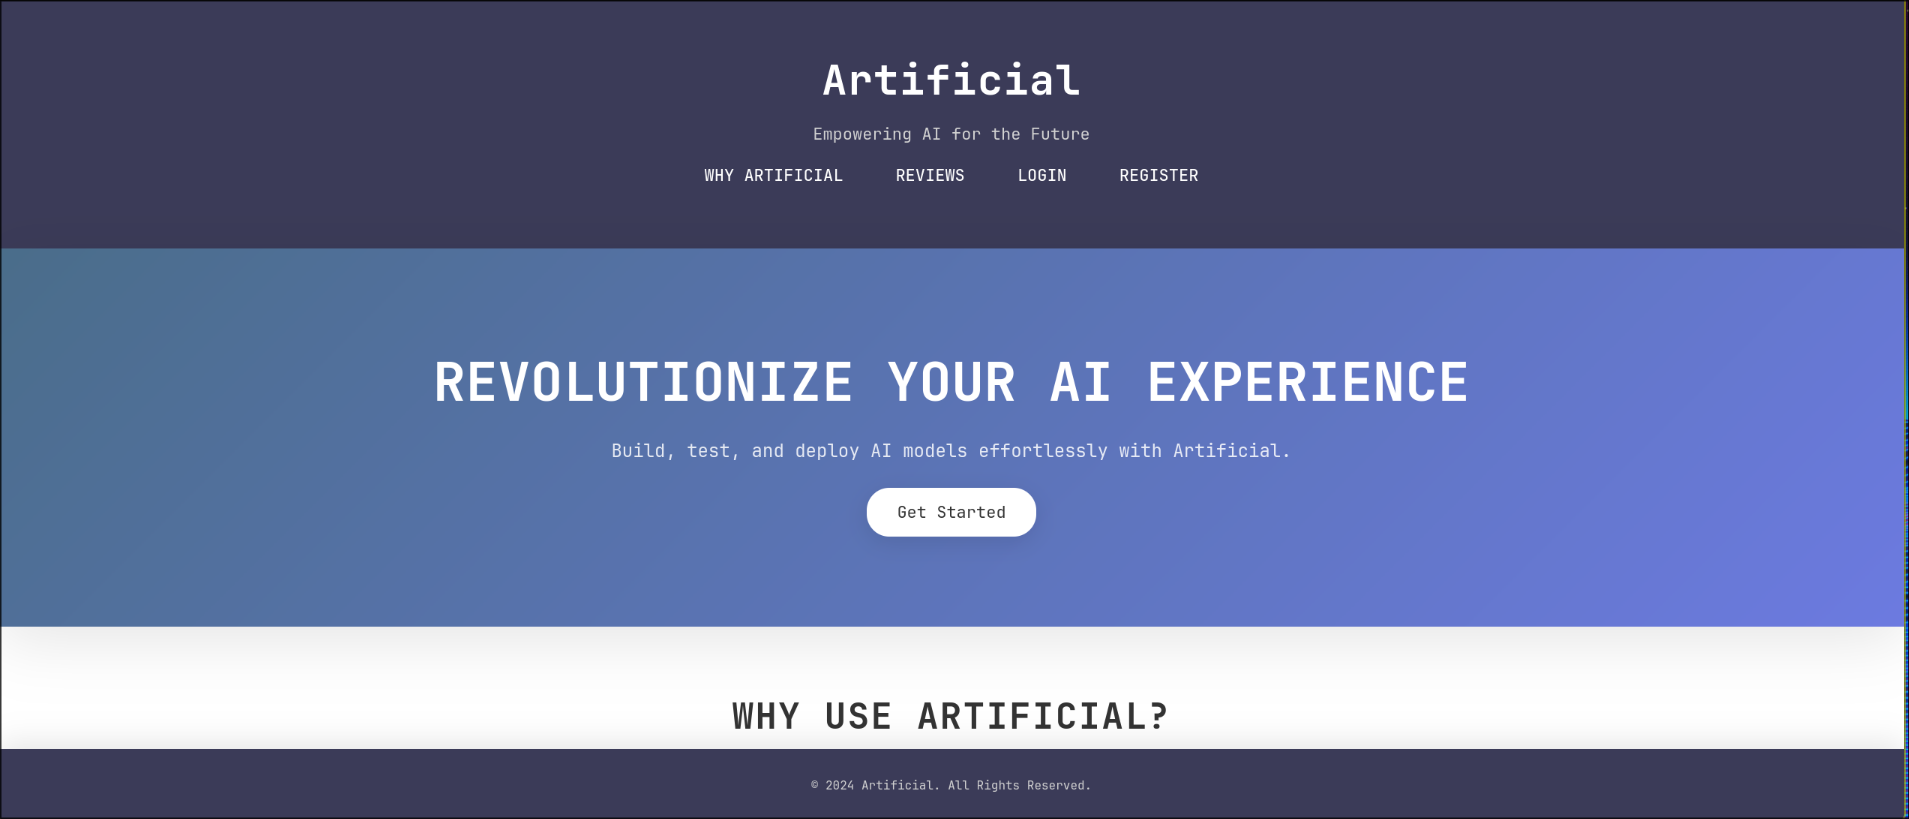 Artificial
Empowering AI for the Future
WHY ARTIFICIAL REVIEWS LOGIN REGISTER
REVOLUTIONIZE YOUR AI EXPERIENCE
Build, test, and deploy AI models effortlessly with Artificial.
Get Started
WHY USE ARTIFICIAL?
© 2024 Artificial. All Rights Reserved.